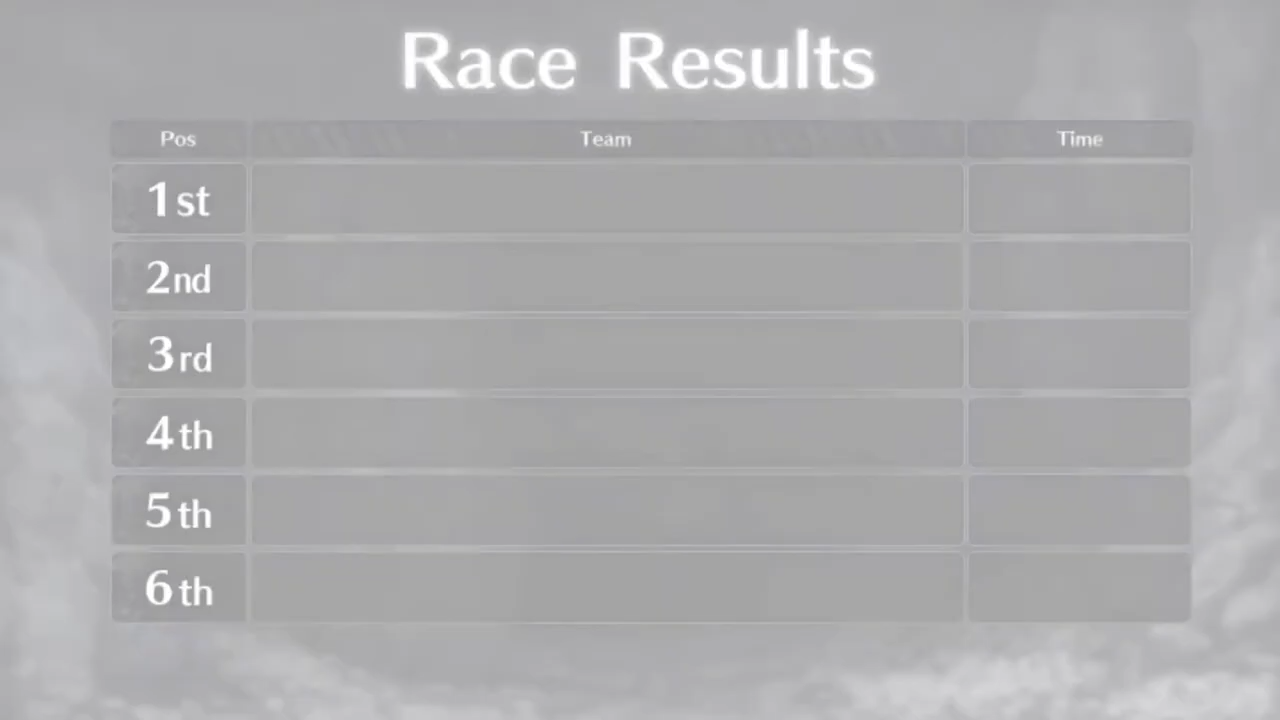 Race Results
Pos Team Time
1st
2nd
3rd
4th
5th
6th